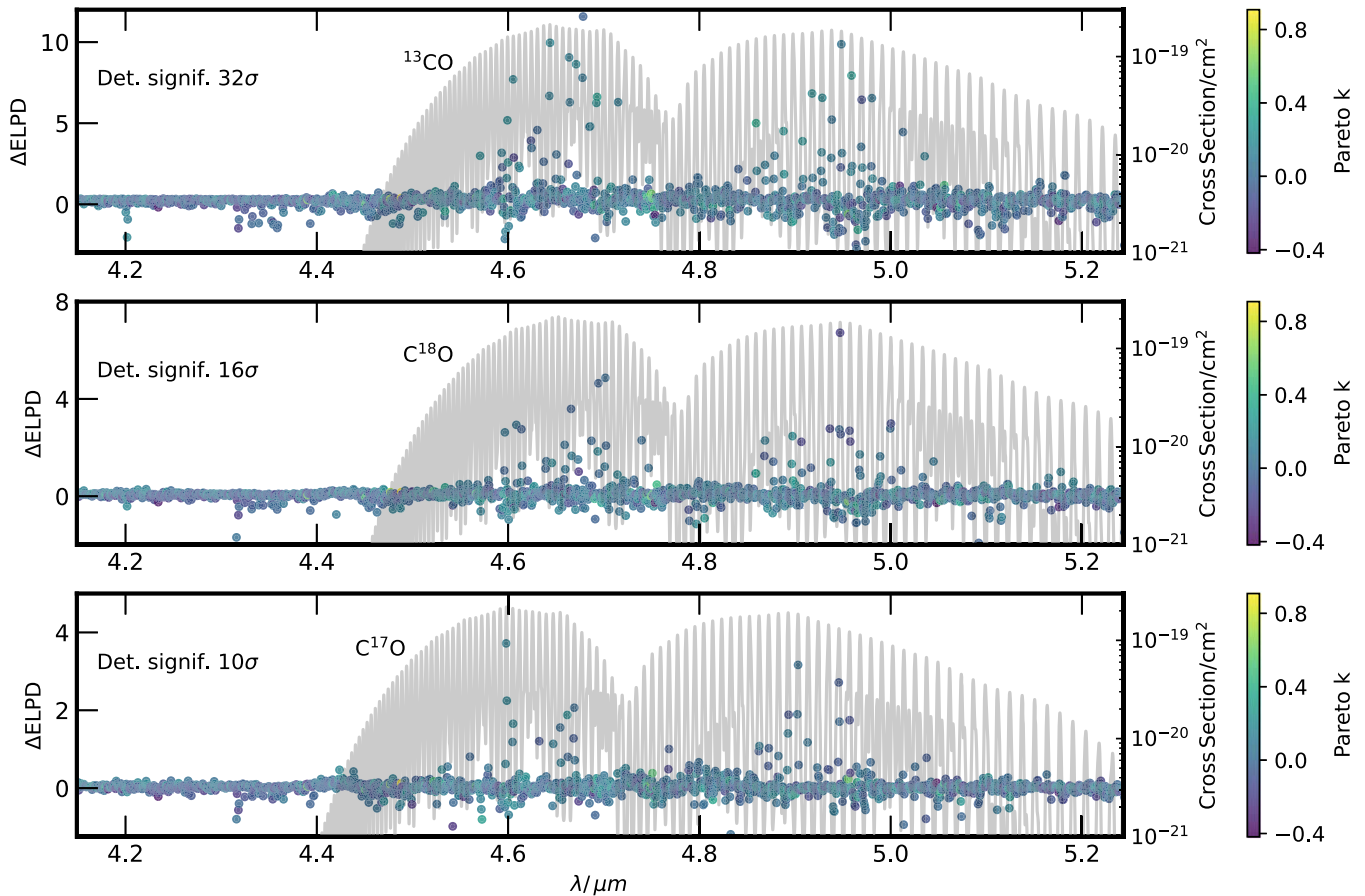 10
5
0
ΔELPD
Det. signif. 32σ
¹³CO
4.2 4.4 4.6 4.8 5.0 5.2
10⁻¹⁹
10⁻²⁰
10⁻²¹
Cross Section/cm²
0.8
0.4
0.0
−0.4
Pareto k
8
4
0
ΔELPD
Det. signif. 16σ
C¹⁸O
4.2 4.4 4.6 4.8 5.0 5.2
10⁻¹⁹
10⁻²⁰
10⁻²¹
Cross Section/cm²
0.8
0.4
0.0
−0.4
Pareto k
4
2
0
ΔELPD
Det. signif. 10σ
C¹⁷O
4.2 4.4 4.6 4.8 5.0 5.2
λ/μm
10⁻¹⁹
10⁻²⁰
10⁻²¹
Cross Section/cm²
0.8
0.4
0.0
−0.4
Pareto k